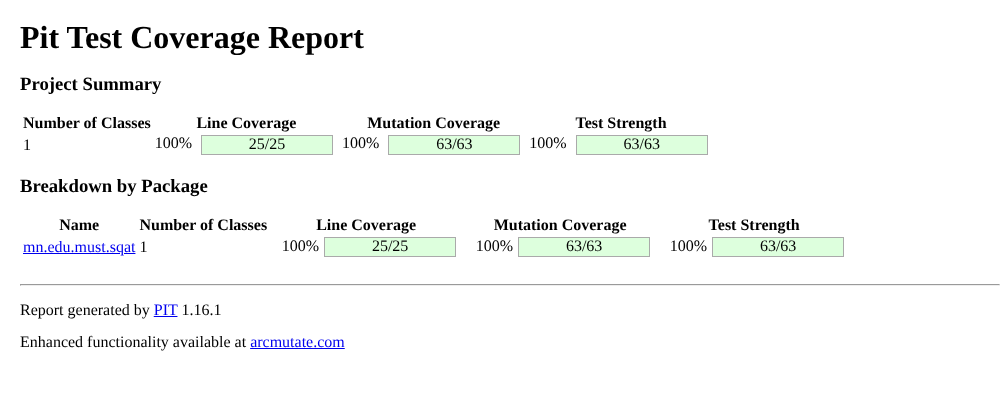 Pit Test Coverage Report
Project Summary
Number of Classes Line Coverage Mutation Coverage Test Strength
1 100% 25/25 100% 63/63 100% 63/63
Breakdown by Package
Name Number of Classes Line Coverage Mutation Coverage Test Strength
mn.edu.must.sqat 1 100% 25/25 100% 63/63 100% 63/63
Report generated by PIT 1.16.1
Enhanced functionality available at arcmutate.com